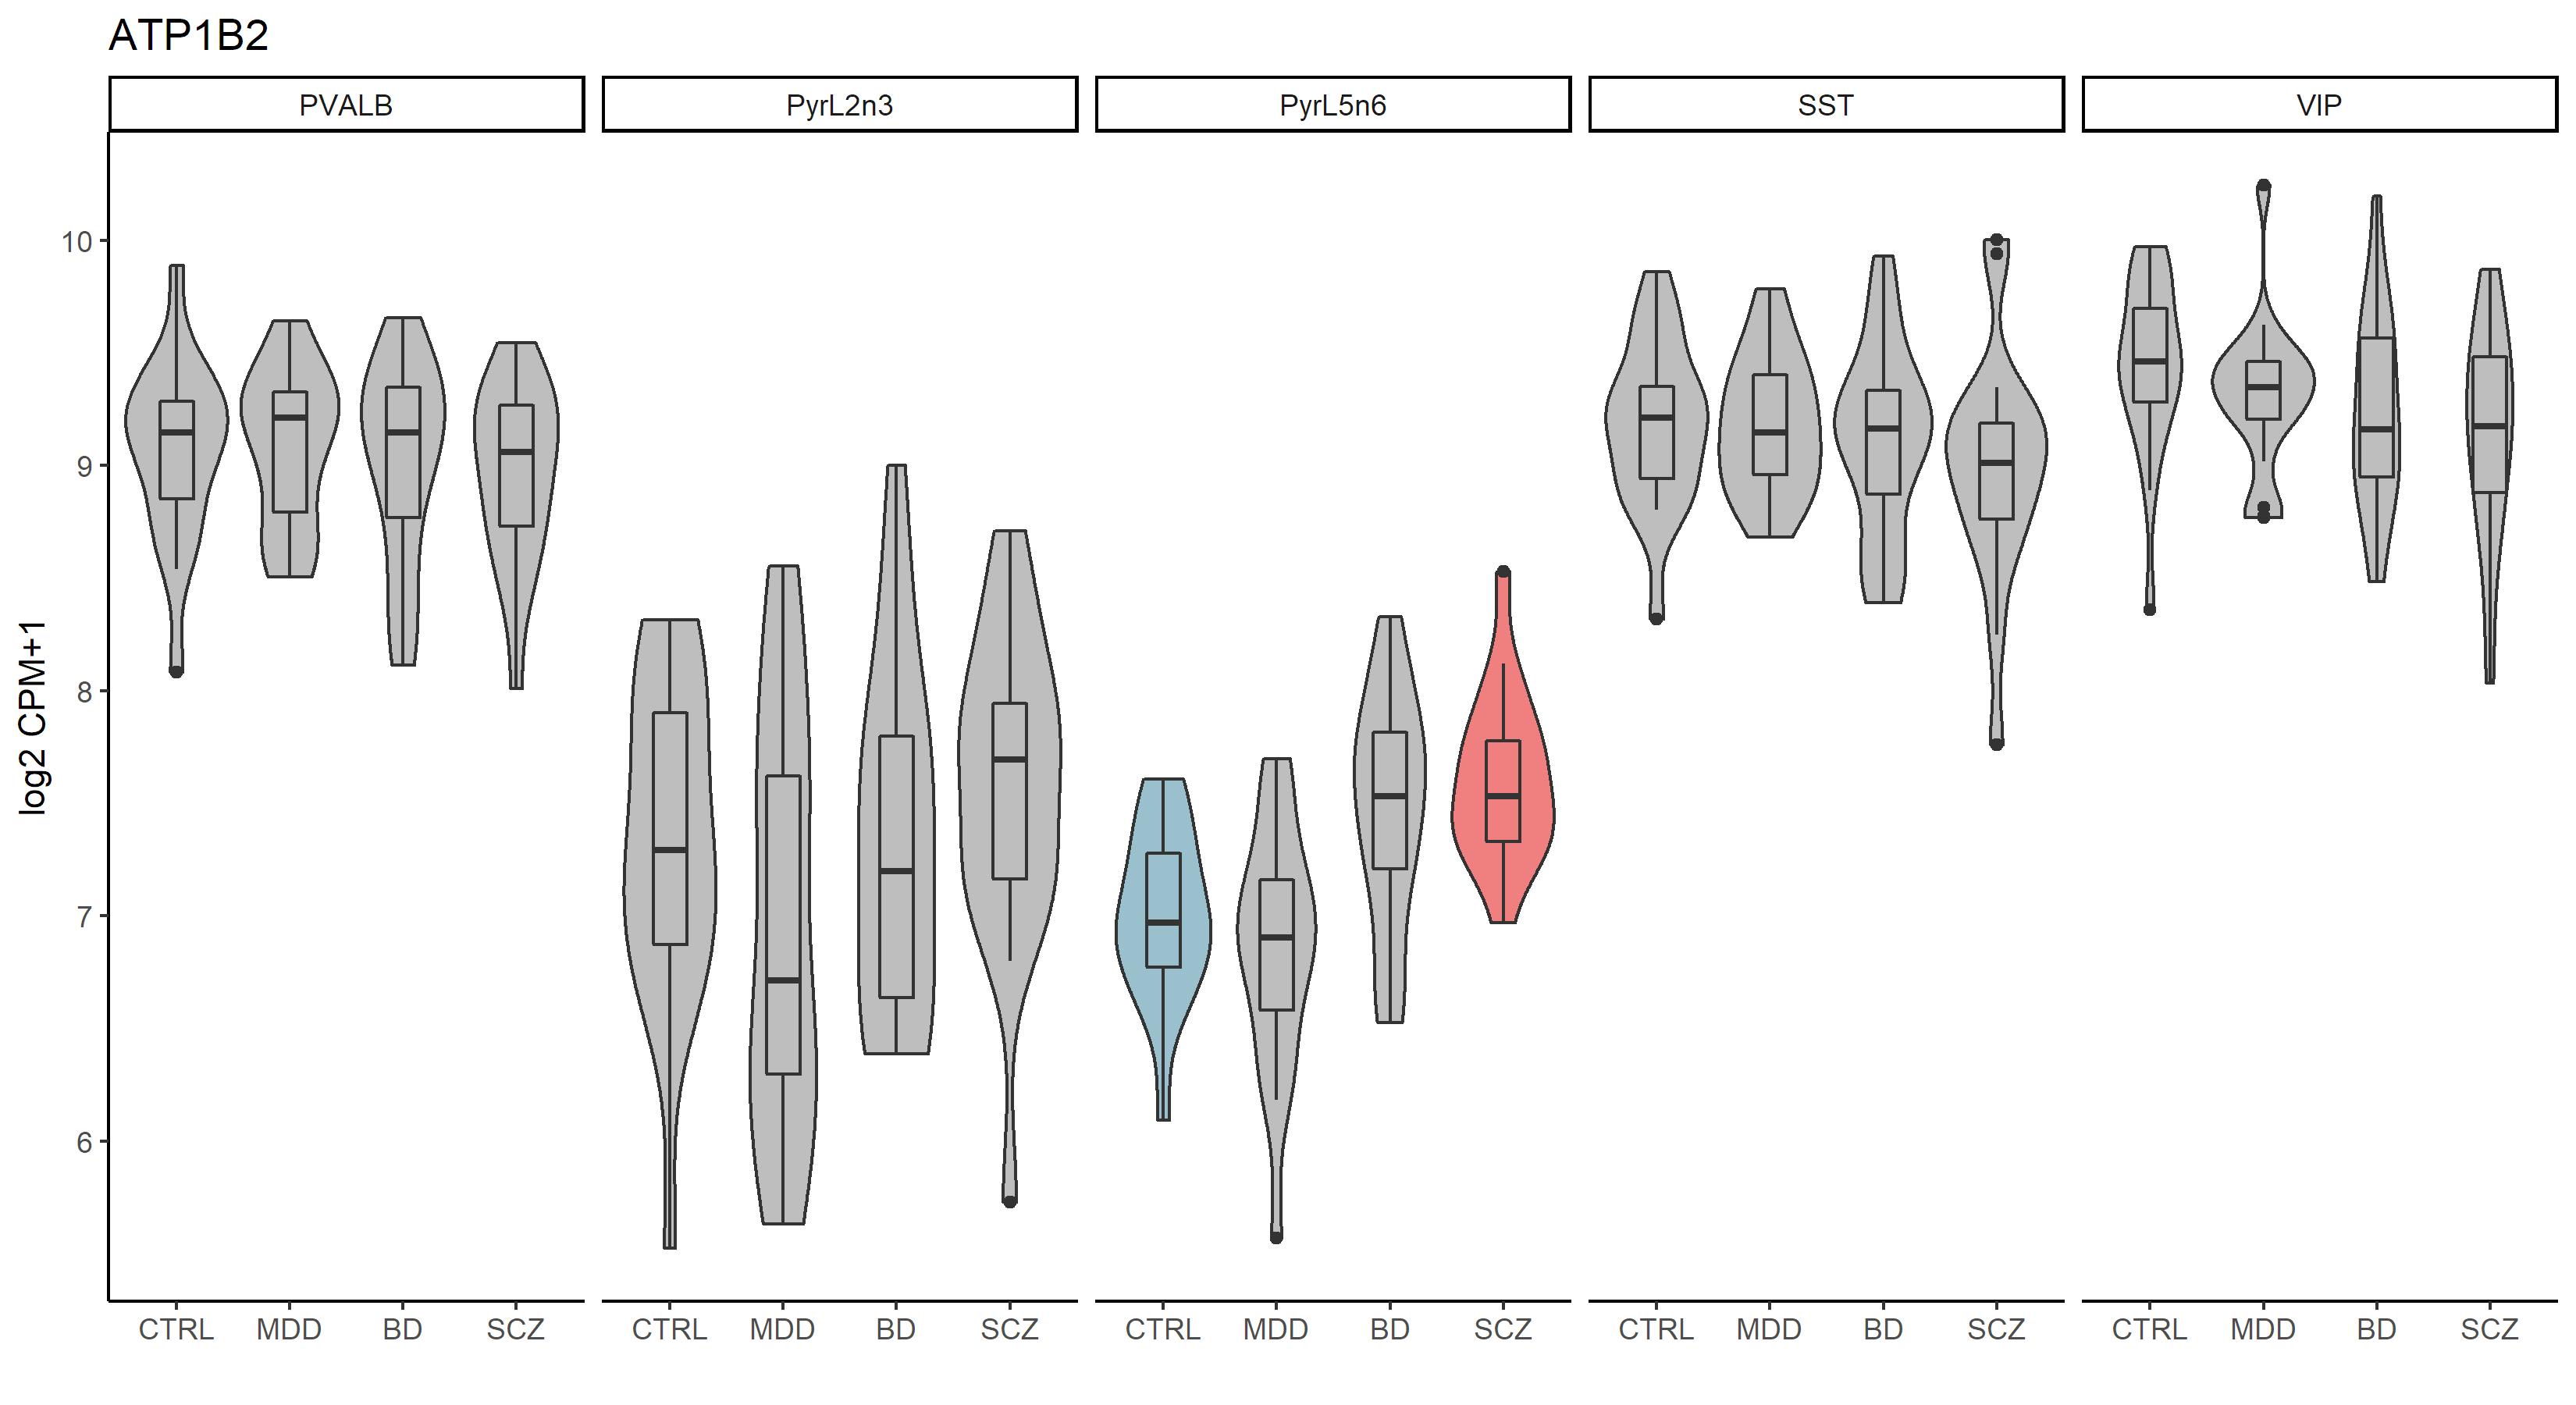 ATP1B2
PVALB PyrL2n3 PyrL5n6 SST VIP
10
9
8
7
6
log2 CPM+1
CTRL MDD BD SCZ CTRL MDD BD SCZ CTRL MDD BD SCZ CTRL MDD BD SCZ CTRL MDD BD SCZ